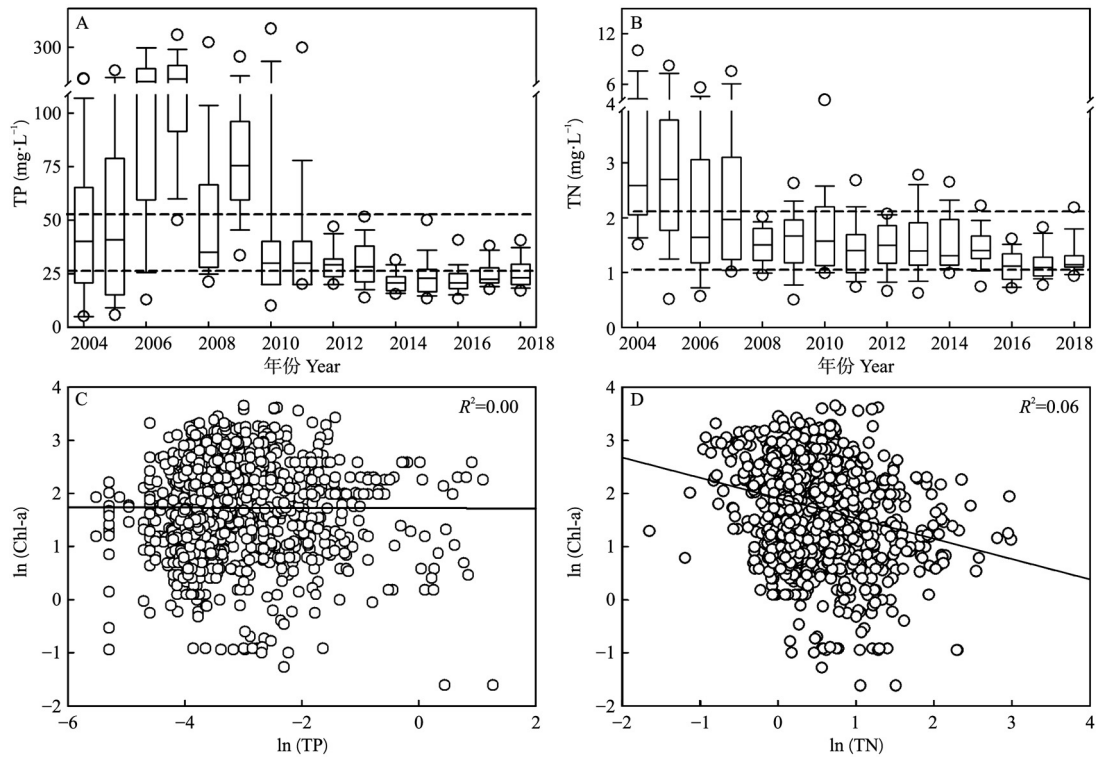 A
300
100
75
50
25
0
TP (mg·L⁻¹)
2004 2006 2008 2010 2012 2014 2016 2018
年份 Year
B
12
6
4
3
2
1
0
TN (mg·L⁻¹)
2004 2006 2008 2010 2012 2014 2016 2018
年份 Year
C
R²=0.00
4
3
2
1
0
−1
−2
ln (Chl-a)
−6 −4 −2 0 2
ln (TP)
D
R²=0.06
4
3
2
1
0
−1
−2
ln (Chl-a)
−2 −1 0 1 2 3 4
ln (TN)